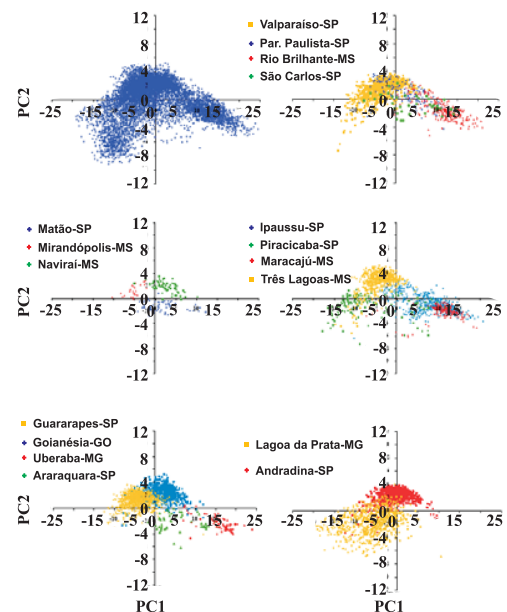 Valparaíso-SP
Par. Paulista-SP
Rio Brilhante-MS
São Carlos-SP
12
8
4
0
-4
-8
-12
-25 -15 -5 5 15 25
PC2
12
8
4
0
-4
-8
-12
-25 -15 -5 5 15 25
Matão-SP
Mirandópolis-MS
Naviraí-MS
12
8
4
0
-4
-8
-12
-25 -15 -5 5 15 25
PC2
Ipaussu-SP
Piracicaba-SP
Maracajú-MS
Três Lagoas-MS
12
8
4
0
-4
-8
-12
-25 -15 -5 5 15 25
Guararapes-SP
Goianésia-GO
Uberaba-MG
Araraquara-SP
12
8
4
0
-4
-8
-12
-25 -15 -5 5 15 25
PC2
PC1
Lagoa da Prata-MG
Andradina-SP
12
8
4
0
-4
-8
-12
-25 -15 -5 5 15 25
PC1